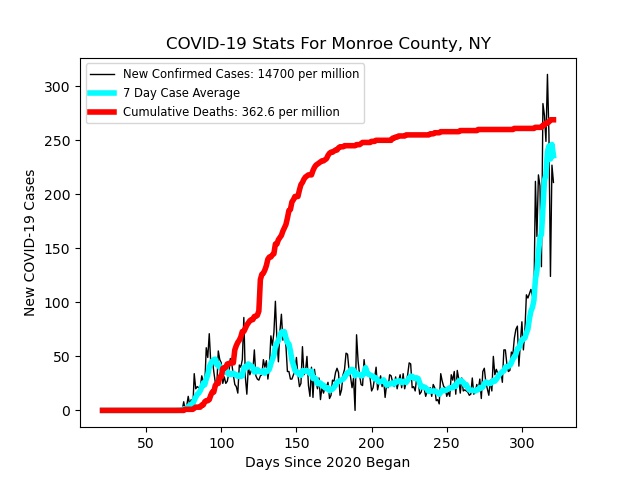 COVID-19 Stats For Monroe County, NY
New Confirmed Cases: 14700 per million
7 Day Case Average
Cumulative Deaths: 362.6 per million
New COVID-19 Cases
300
250
200
150
100
50
0
50 100 150 200 250 300
Days Since 2020 Began